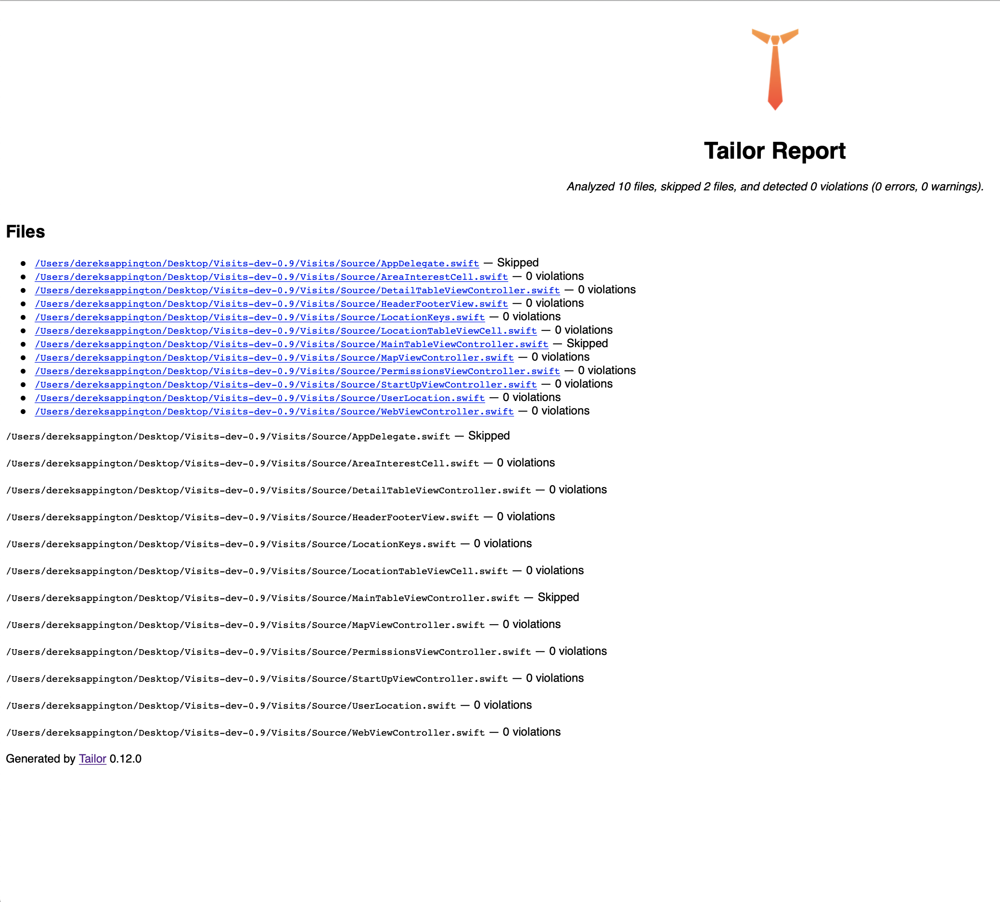 Tailor Report
Analyzed 10 files, skipped 2 files, and detected 0 violations (0 errors, 0 warnings).
Files
• /Users/dereksappington/Desktop/Visits-dev-0.9/Visits/Source/AppDelegate.swift — Skipped
• /Users/dereksappington/Desktop/Visits-dev-0.9/Visits/Source/AreaInterestCell.swift — 0 violations
• /Users/dereksappington/Desktop/Visits-dev-0.9/Visits/Source/DetailTableViewController.swift — 0 violations
• /Users/dereksappington/Desktop/Visits-dev-0.9/Visits/Source/HeaderFooterView.swift — 0 violations
• /Users/dereksappington/Desktop/Visits-dev-0.9/Visits/Source/LocationKeys.swift — 0 violations
• /Users/dereksappington/Desktop/Visits-dev-0.9/Visits/Source/LocationTableViewCell.swift — 0 violations
• /Users/dereksappington/Desktop/Visits-dev-0.9/Visits/Source/MainTableViewController.swift — Skipped
• /Users/dereksappington/Desktop/Visits-dev-0.9/Visits/Source/MapViewController.swift — 0 violations
• /Users/dereksappington/Desktop/Visits-dev-0.9/Visits/Source/PermissionsViewController.swift — 0 violations
• /Users/dereksappington/Desktop/Visits-dev-0.9/Visits/Source/StartUpViewController.swift — 0 violations
• /Users/dereksappington/Desktop/Visits-dev-0.9/Visits/Source/UserLocation.swift — 0 violations
• /Users/dereksappington/Desktop/Visits-dev-0.9/Visits/Source/WebViewController.swift — 0 violations
/Users/dereksappington/Desktop/Visits-dev-0.9/Visits/Source/AppDelegate.swift — Skipped
/Users/dereksappington/Desktop/Visits-dev-0.9/Visits/Source/AreaInterestCell.swift — 0 violations
/Users/dereksappington/Desktop/Visits-dev-0.9/Visits/Source/DetailTableViewController.swift — 0 violations
/Users/dereksappington/Desktop/Visits-dev-0.9/Visits/Source/HeaderFooterView.swift — 0 violations
/Users/dereksappington/Desktop/Visits-dev-0.9/Visits/Source/LocationKeys.swift — 0 violations
/Users/dereksappington/Desktop/Visits-dev-0.9/Visits/Source/LocationTableViewCell.swift — 0 violations
/Users/dereksappington/Desktop/Visits-dev-0.9/Visits/Source/MainTableViewController.swift — Skipped
/Users/dereksappington/Desktop/Visits-dev-0.9/Visits/Source/MapViewController.swift — 0 violations
/Users/dereksappington/Desktop/Visits-dev-0.9/Visits/Source/PermissionsViewController.swift — 0 violations
/Users/dereksappington/Desktop/Visits-dev-0.9/Visits/Source/StartUpViewController.swift — 0 violations
/Users/dereksappington/Desktop/Visits-dev-0.9/Visits/Source/UserLocation.swift — 0 violations
/Users/dereksappington/Desktop/Visits-dev-0.9/Visits/Source/WebViewController.swift — 0 violations
Generated by Tailor 0.12.0